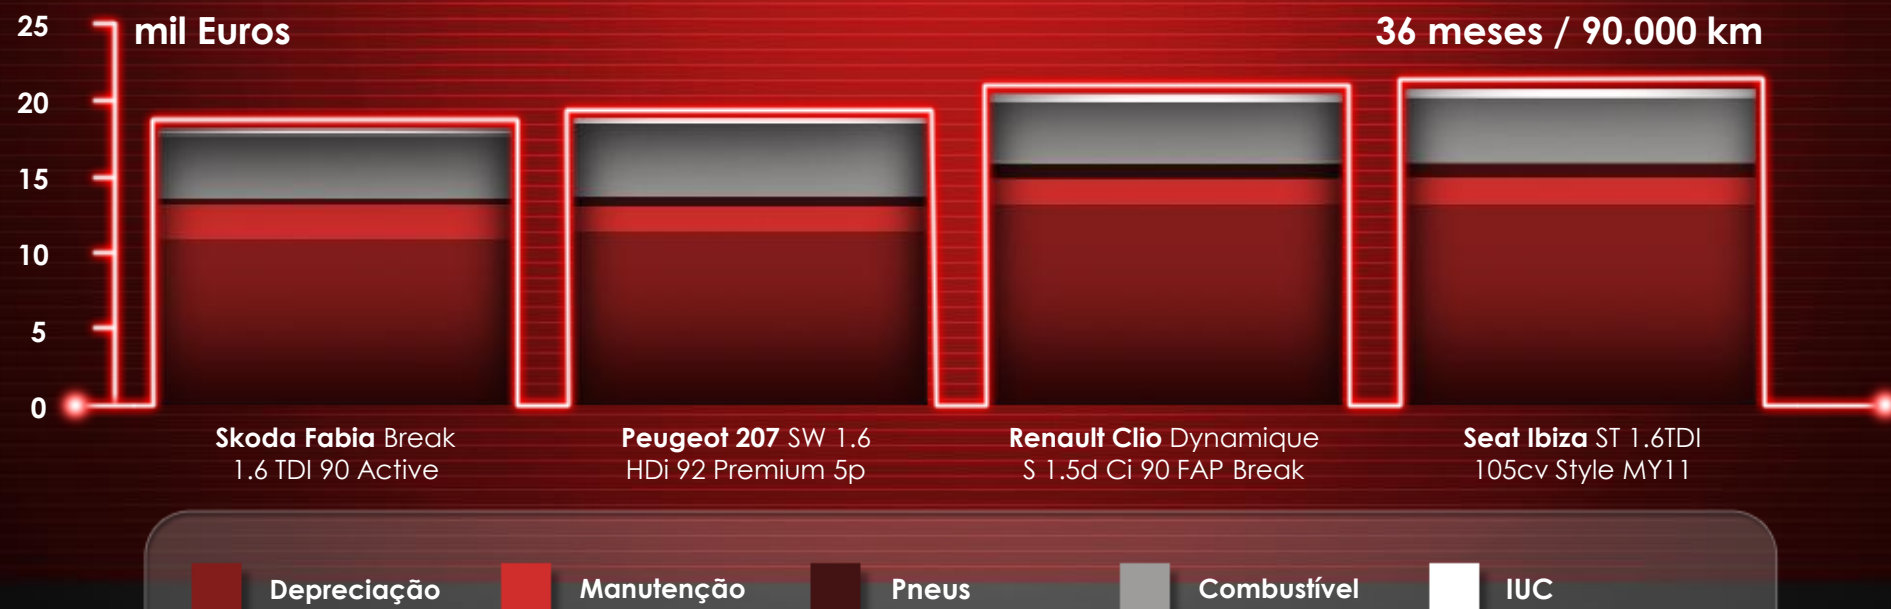 25
mil Euros
36 meses / 90.000 km
20
15
10
5
0
Skoda Fabia Break
1.6 TDI 90 Active
Peugeot 207 SW 1.6
HDi 92 Premium 5p
Renault Clio Dynamique
S 1.5d Ci 90 FAP Break
Seat Ibiza ST 1.6TDI
105cv Style MY11
Depreciação
Manutenção
Pneus
Combustível
IUC